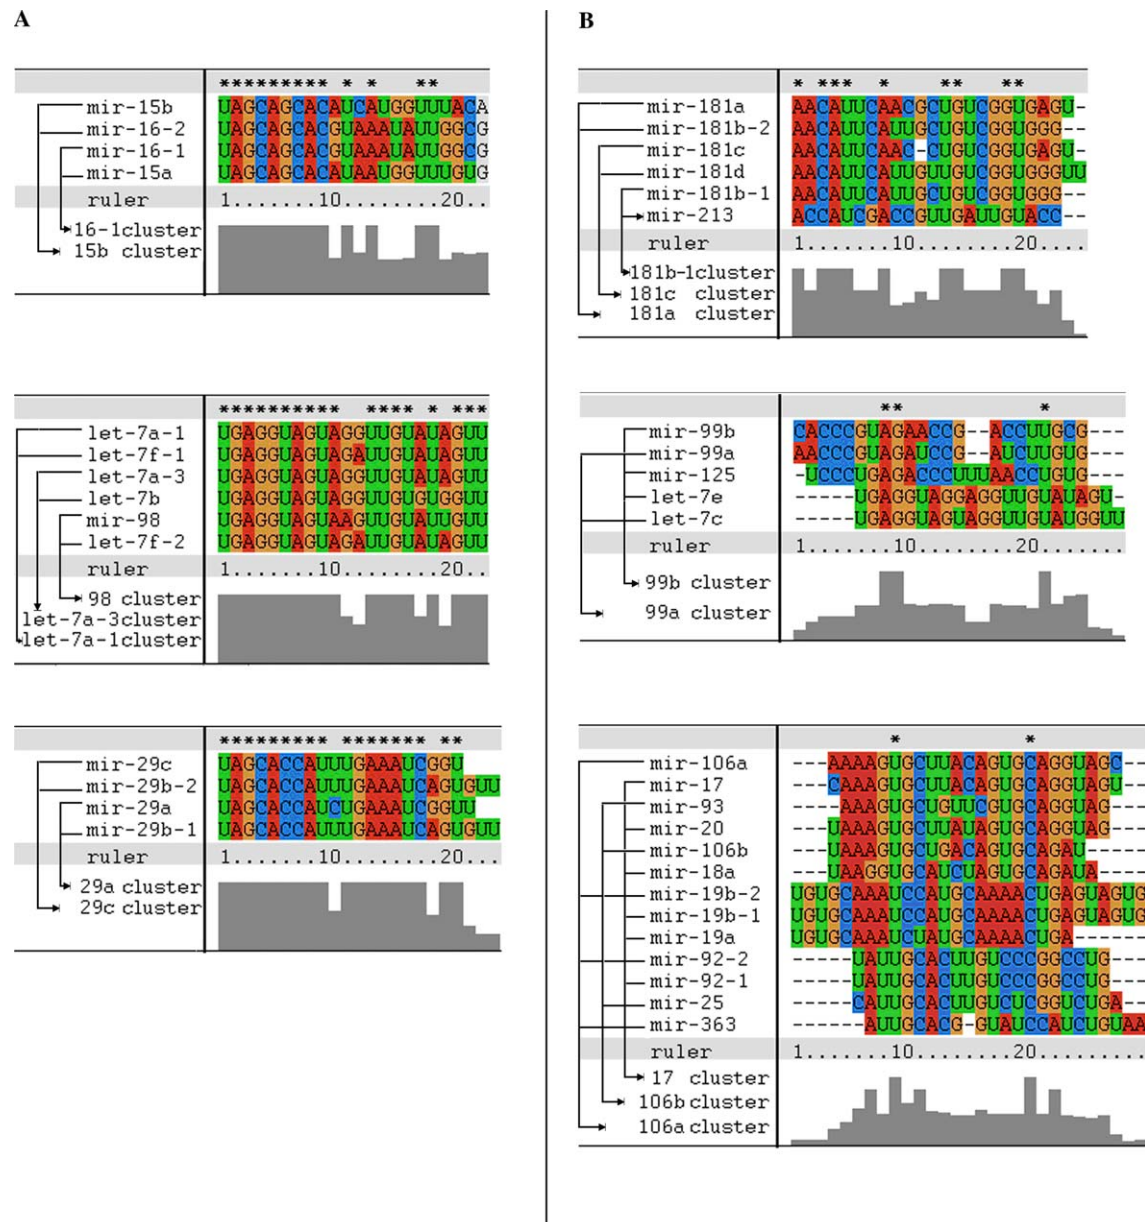 A
********* * *   **
mir-15b UAGCAGCACAUCAUGGUUUACA
mir-16-2 UAGCAGCACGUAAAUAUUGGCG
mir-16-1 UAGCAGCACGUAAAUAUUGGCG
mir-15a UAGCAGCACAUAAUGGUUUGUG
ruler 1.......10........20..
16-1cluster
15b cluster
**********  **** * ***
let-7a-1 UGAGGUAGUAGGUUGUAUAGUU
let-7f-1 UGAGGUAGUAGAUUGUAUAGUU
let-7a-3 UGAGGUAGUAGGUUGUAUAGUU
let-7b UGAGGUAGUAGGUUGUGUGGUU
mir-98 UGAGGUAGUAAGUUGUAUUGUU
let-7f-2 UGAGGUAGUAGAUUGUAUAGUU
ruler 1.......10........20..
98 cluster
let-7a-3cluster
let-7a-1cluster
********* ******* **
mir-29c UAGCACCAUUUGAAAUCGGU
mir-29b-2 UAGCACCAUUUGAAAUCAGUGUU
mir-29a UAGCACCAUCUGAAAUCGGUU
mir-29b-1 UAGCACCAUUUGAAAUCAGUGUU
ruler 1.......10........20...
29a cluster
29c cluster
B
* ***  *    **   **
mir-181a AACAUUCAACGCUGUCGGUGAGU-
mir-181b-2 AACAUUCAUUGCUGUCGGUGGG--
mir-181c AACAUUCAAC-CUGUCGGUGAGU-
mir-181d AACAUUCAUUGUUGUCGGUGGGUU
mir-181b-1 AACAUUCAUUGCUGUCGGUGGG--
mir-213 ACCAUCGACCGUUGAUUGUACC--
ruler 1.......10........20....
181b-1cluster
181c cluster
181a cluster
**           *
mir-99b CACCCGUAGAACCG--ACCUUGCG---
mir-99a AACCCGUAGAUCCG--AUCUUGUG---
mir-125 -UCCCUGAGACCCUUUAACCUGUG---
let-7e -----UGAGGUAGGAGGUUGUAUAGU-
let-7c -----UGAGGUAGUAGGUUGUAUGGUU
ruler 1.......10........20.......
99b cluster
99a cluster
*          *
mir-106a ---AAAAGUGCUUACAGUGCAGGUAGC--
mir-17 ---CAAAGUGCUUACAGUGCAGGUAGU--
mir-93 ----AAAGUGCUGUUCGUGCAGGUAG---
mir-20 ---UAAAGUGCUUAUAGUGCAGGUAG---
mir-106b ---UAAAGUGCUGACAGUGCAGAU-----
mir-18a ---UAAGGUGCAUCUAGUGCAGAUA----
mir-19b-2 UGUGCAAAUCCAUGCAAAACUGAGUAGUG
mir-19b-1 UGUGCAAAUCCAUGCAAAACUGAGUAGUG
mir-19a UGUGCAAAUCUAUGCAAAACUGA------
mir-92-2 -----UAUUGCACUUGUCCCGGCCUG---
mir-92-1 -----UAUUGCACUUGUCCCGGCCUG---
mir-25 -----CAUUGCACUUGUCUCGGUCUGA--
mir-363 ------AUUGCACG-GUAUCCAUCUGUAA
ruler 1.......10........20.........
17 cluster
106b cluster
106a cluster